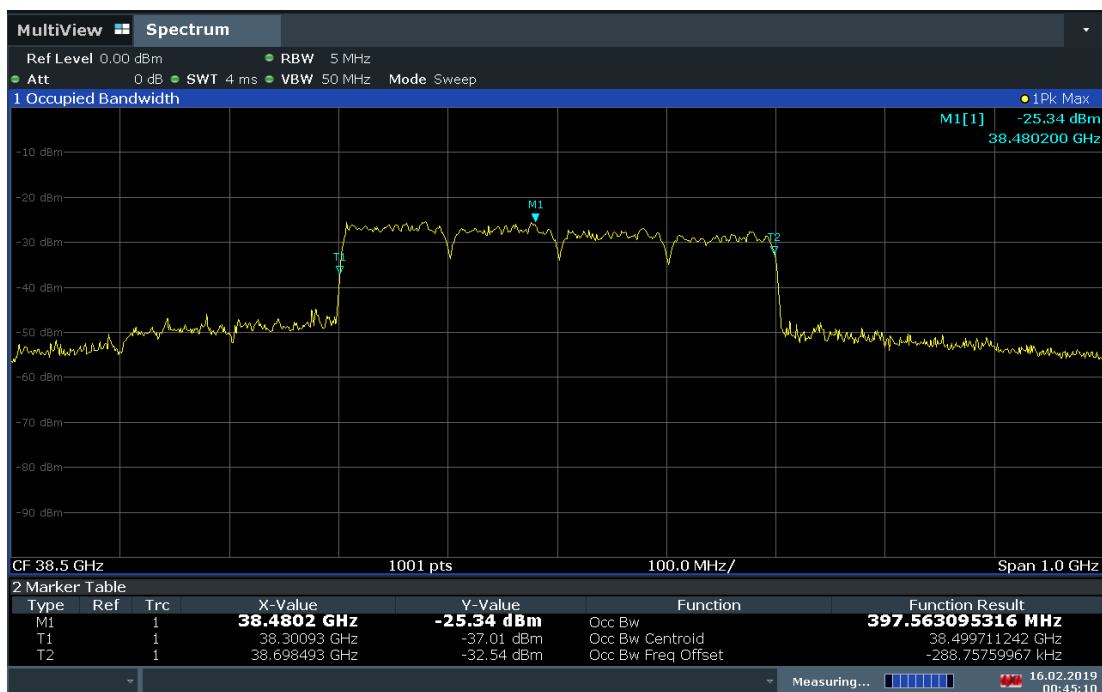 MultiView Spectrum
Ref Level 0.00 dBm RBW 5 MHz
Att 0 dB SWT 4 ms VBW 50 MHz Mode Sweep
1 Occupied Bandwidth 1Pk Max
M1[1] -25.34 dBm
38.480200 GHz
-10 dBm
-20 dBm
M1
-30 dBm
T2
T1
-40 dBm
-50 dBm
-60 dBm
-70 dBm
-80 dBm
-90 dBm
CF 38.5 GHz 1001 pts 100.0 MHz/ Span 1.0 GHz
2 Marker Table
Type Ref Trc X-Value Y-Value Function Function Result
M1 1 38.4802 GHz -25.34 dBm Occ Bw 397.563095316 MHz
T1 1 38.30093 GHz -37.01 dBm Occ Bw Centroid 38.499711242 GHz
T2 1 38.698493 GHz -32.54 dBm Occ Bw Freq Offset -288.75759967 kHz
Measuring... 16.02.2019
00:45:10